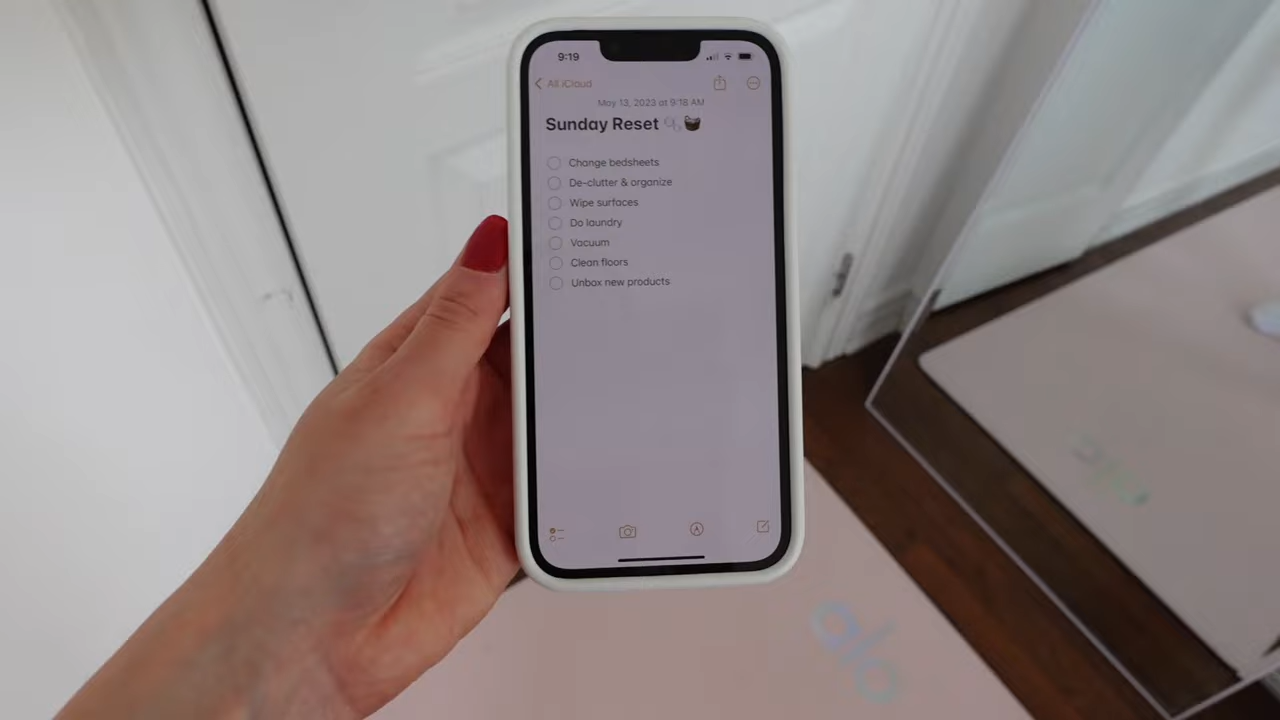 9:19
All iCloud
May 13, 2023 at 9:18 AM
Sunday Reset 🫧🧺
Change bedsheets
De-clutter & organize
Wipe surfaces
Do laundry
Vacuum
Clean floors
Unbox new products
alo